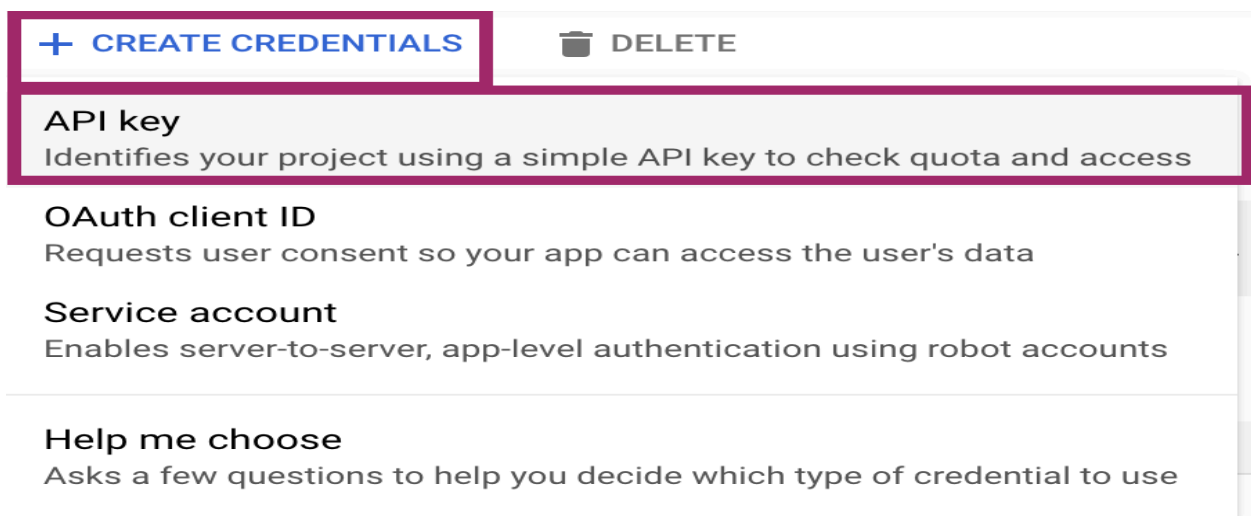 + CREATE CREDENTIALS DELETE
API key
Identifies your project using a simple API key to check quota and access
OAuth client ID
Requests user consent so your app can access the user's data
Service account
Enables server-to-server, app-level authentication using robot accounts
Help me choose
Asks a few questions to help you decide which type of credential to use